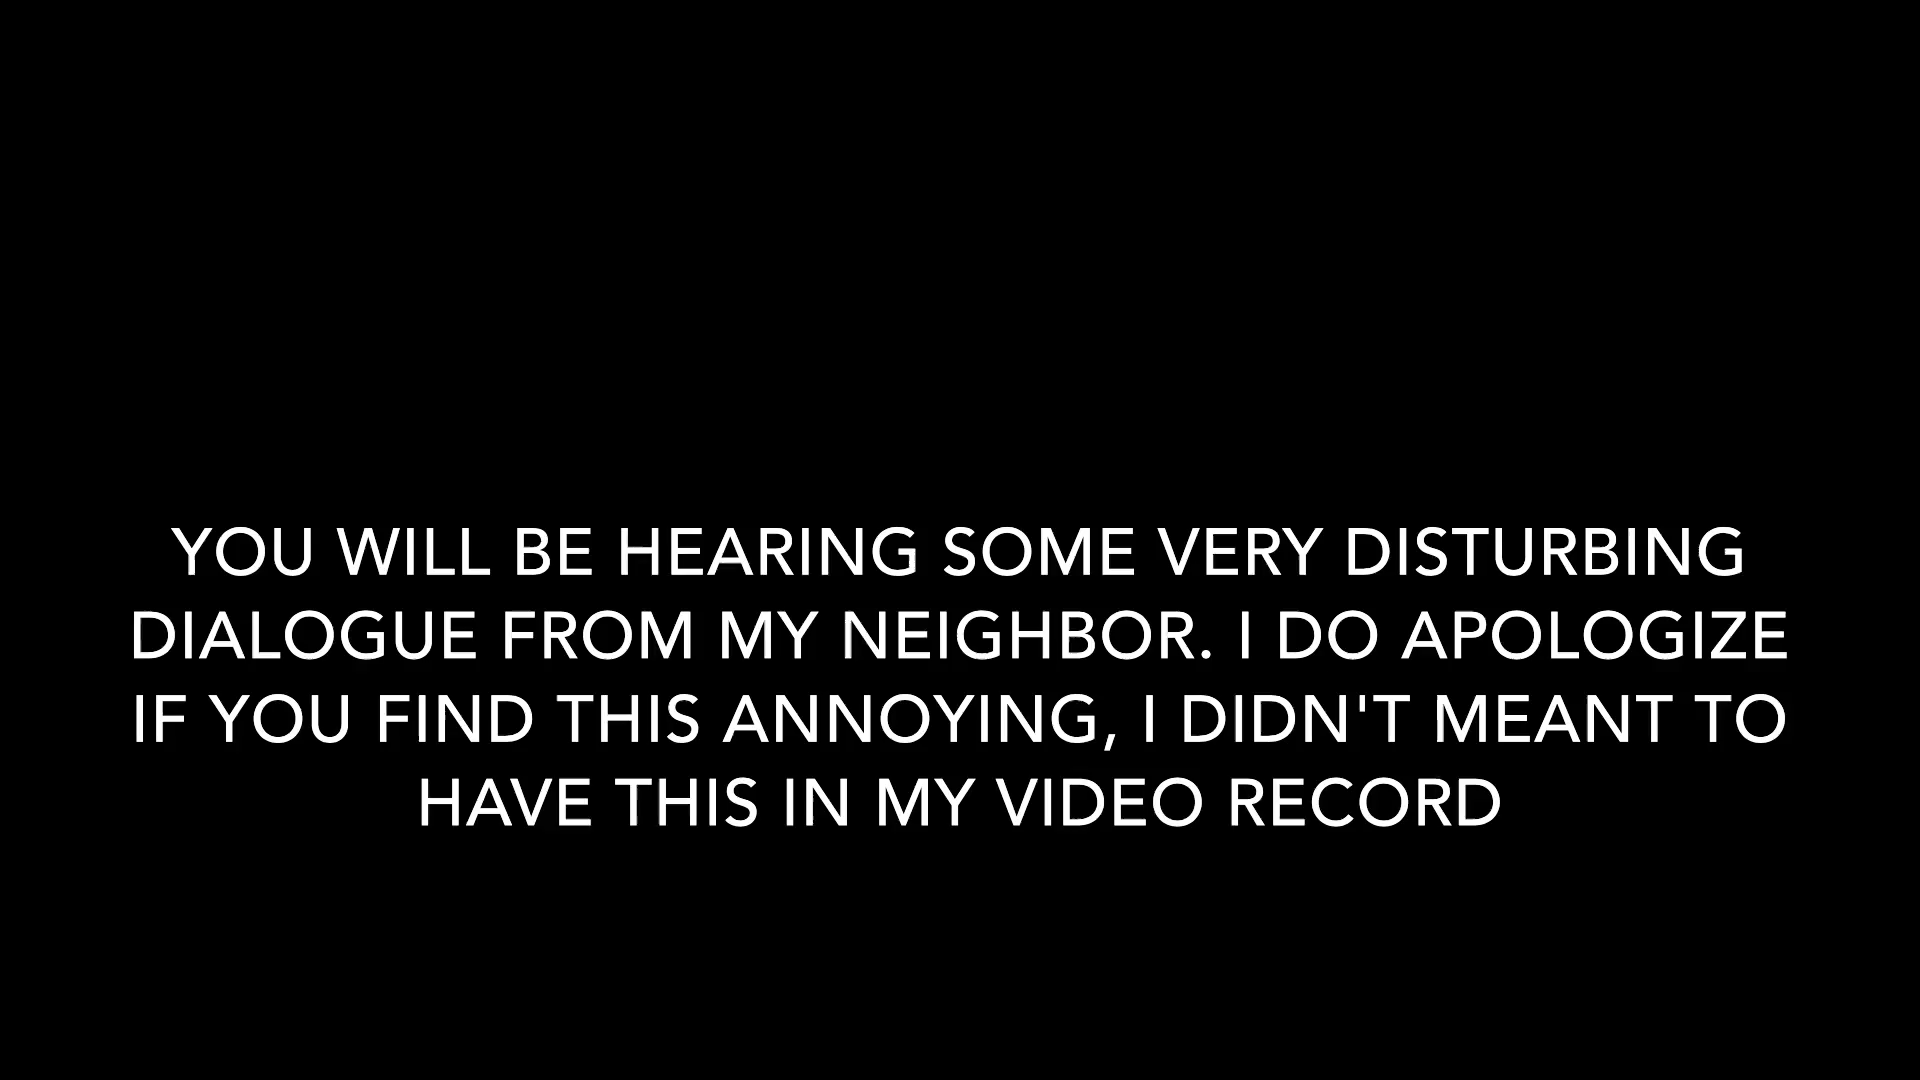 YOU WILL BE HEARING SOME VERY DISTURBING
DIALOGUE FROM MY NEIGHBOR. I DO APOLOGIZE
IF YOU FIND THIS ANNOYING, I DIDN'T MEANT TO
HAVE THIS IN MY VIDEO RECORD